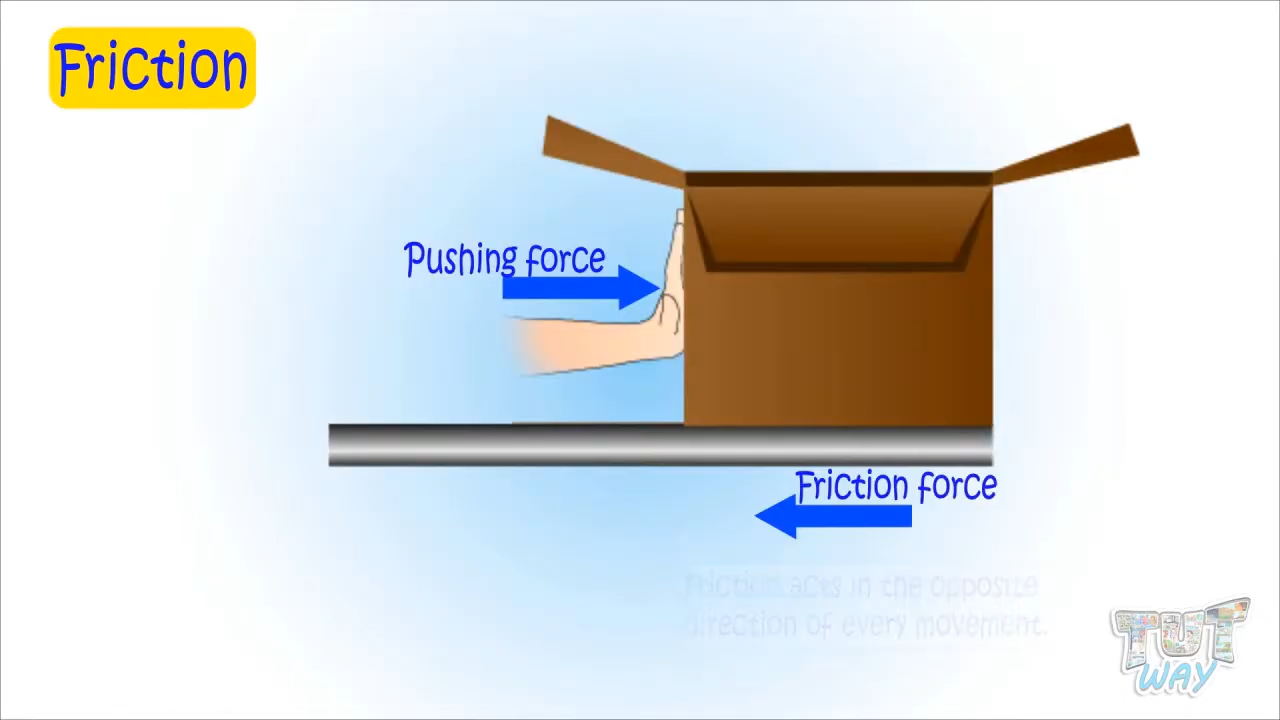 Friction
Pushing force
Friction force
Friction acts in the opposite
direction of every movement.
TUT
WAY